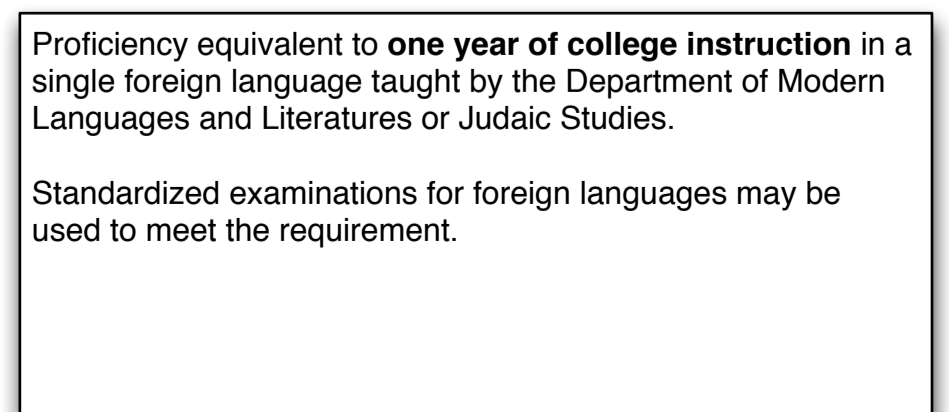 Proficiency equivalent to one year of college instruction in a
single foreign language taught by the Department of Modern
Languages and Literatures or Judaic Studies.
Standardized examinations for foreign languages may be
used to meet the requirement.